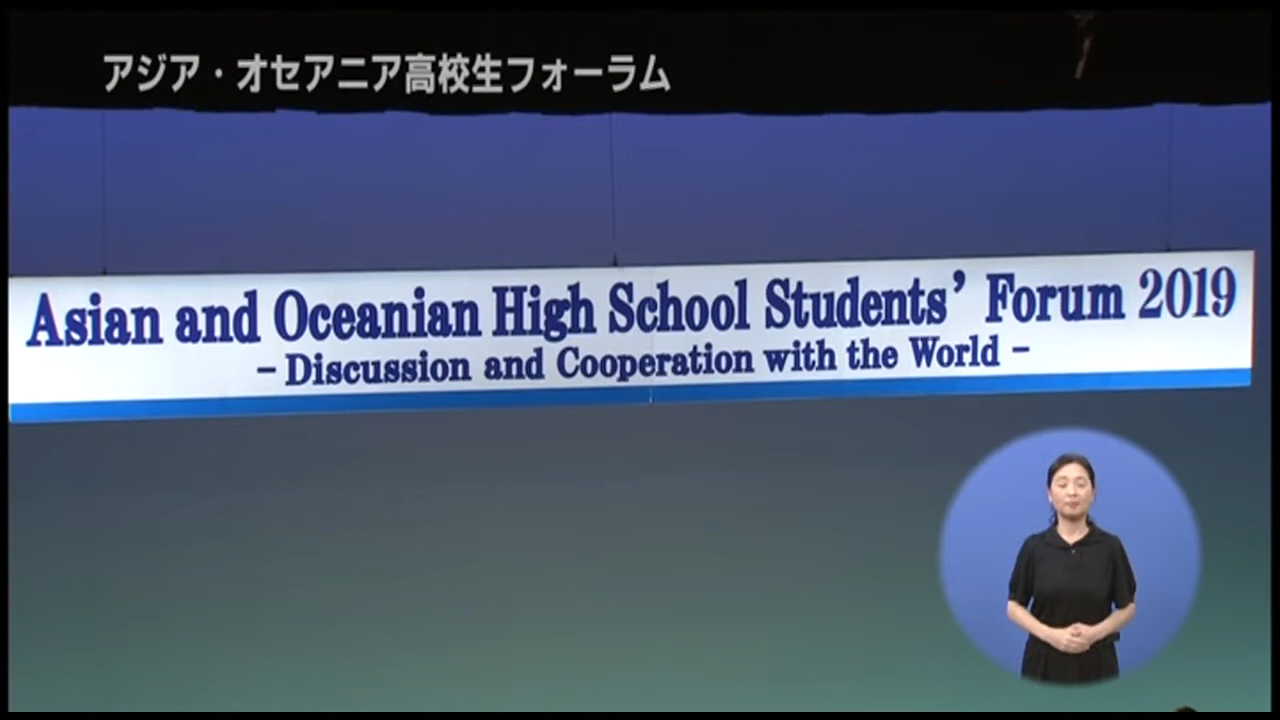 アジア・オセアニア高校生フォーラム
Asian and Oceanian High School Students’ Forum 2019
－Discussion and Cooperation with the World－